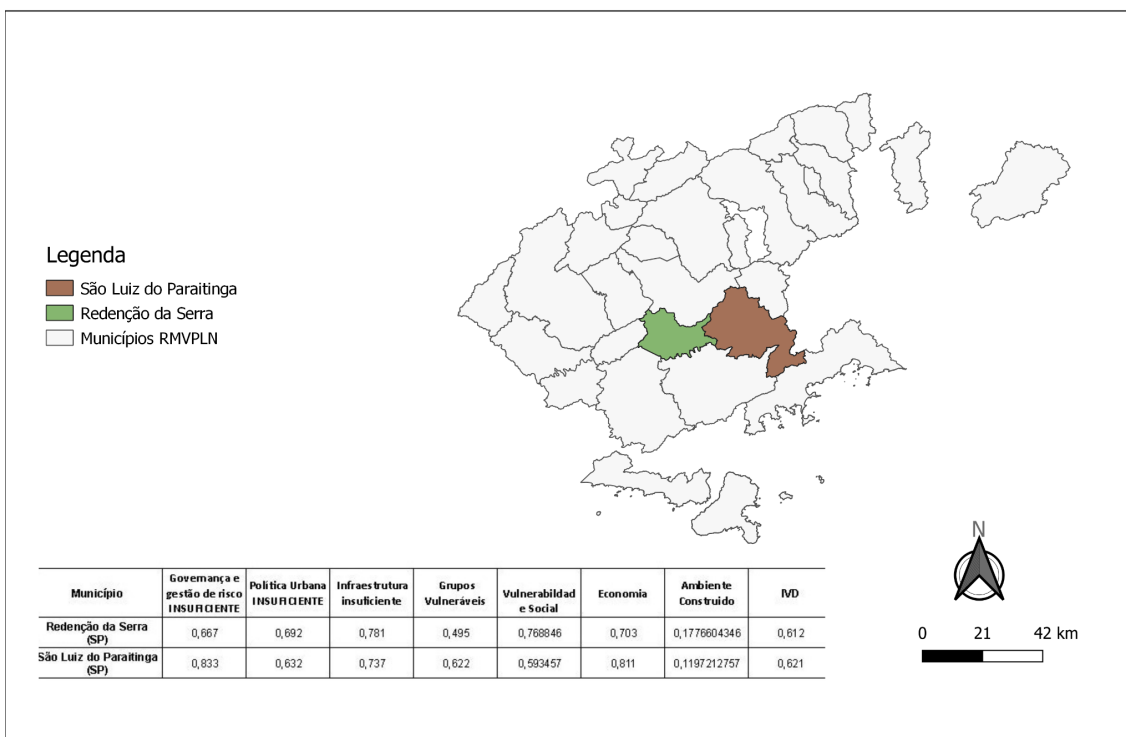 Legenda
São Luiz do Paraitinga
Redenção da Serra
Municípios RMVPLN
N
0 21 42 km
Município
Governança e
gestão de risco
INSUFICIENTE
Política Urbana
INSUFICIENTE
Infraestrutura
insuficiente
Grupos
Vulneráveis
Vulnerabildad
e Social
Economia
Ambiente
Construido
IVD
Redenção da Serra
(SP)
0,667 0,692 0,781 0,495 0,768846 0,703 0,1776604346 0,612
São Luiz do Paraitinga
(SP)
0,833 0,632 0,737 0,622 0,593457 0,811 0,1197212757 0,621